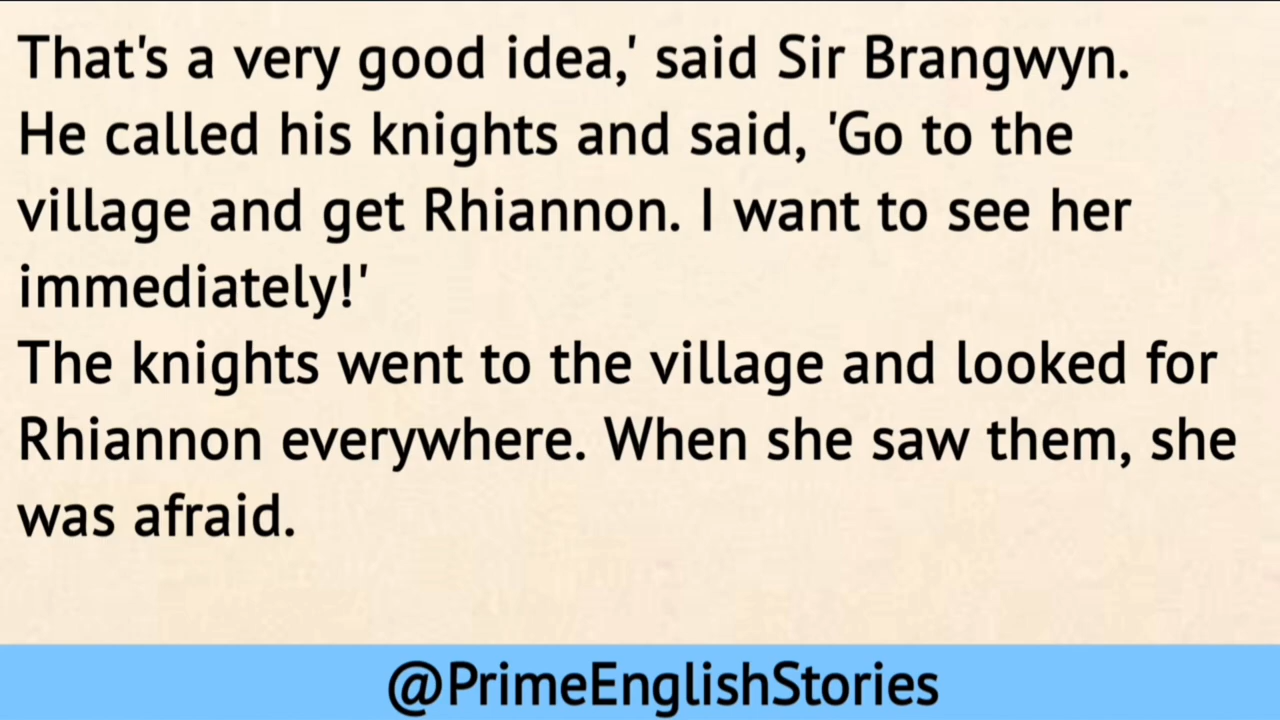 That's a very good idea,' said Sir Brangwyn.
He called his knights and said, 'Go to the
village and get Rhiannon. I want to see her
immediately!'
The knights went to the village and looked for
Rhiannon everywhere. When she saw them, she
was afraid.
@PrimeEnglishStories